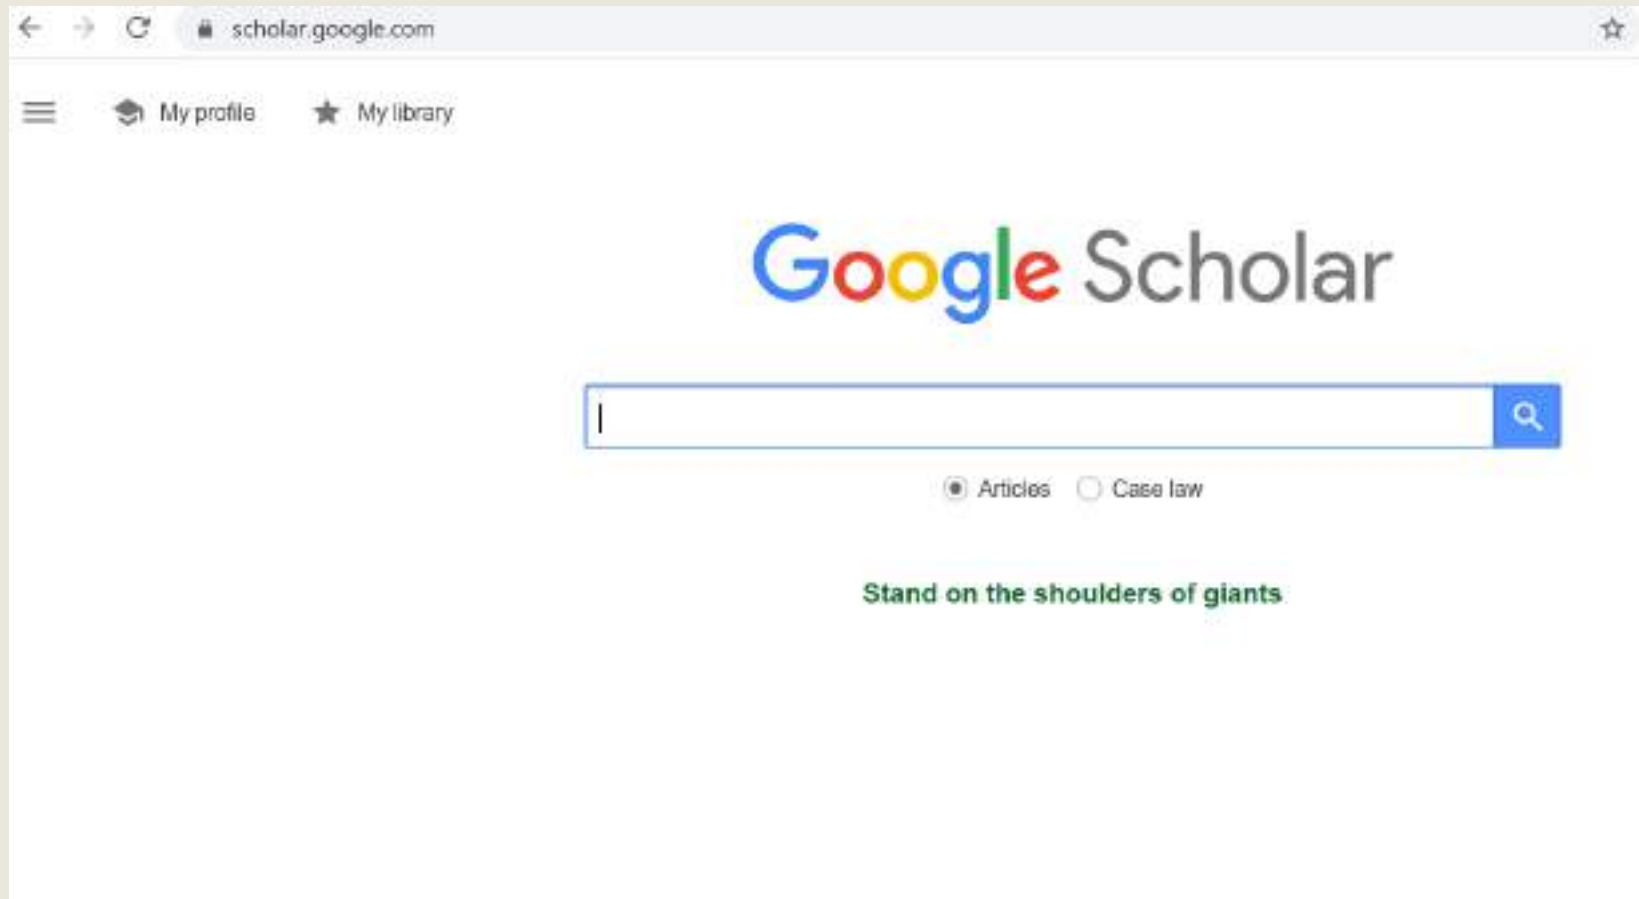 scholar.google.com
My profile My library
Google Scholar
Articles Case law
Stand on the shoulders of giants